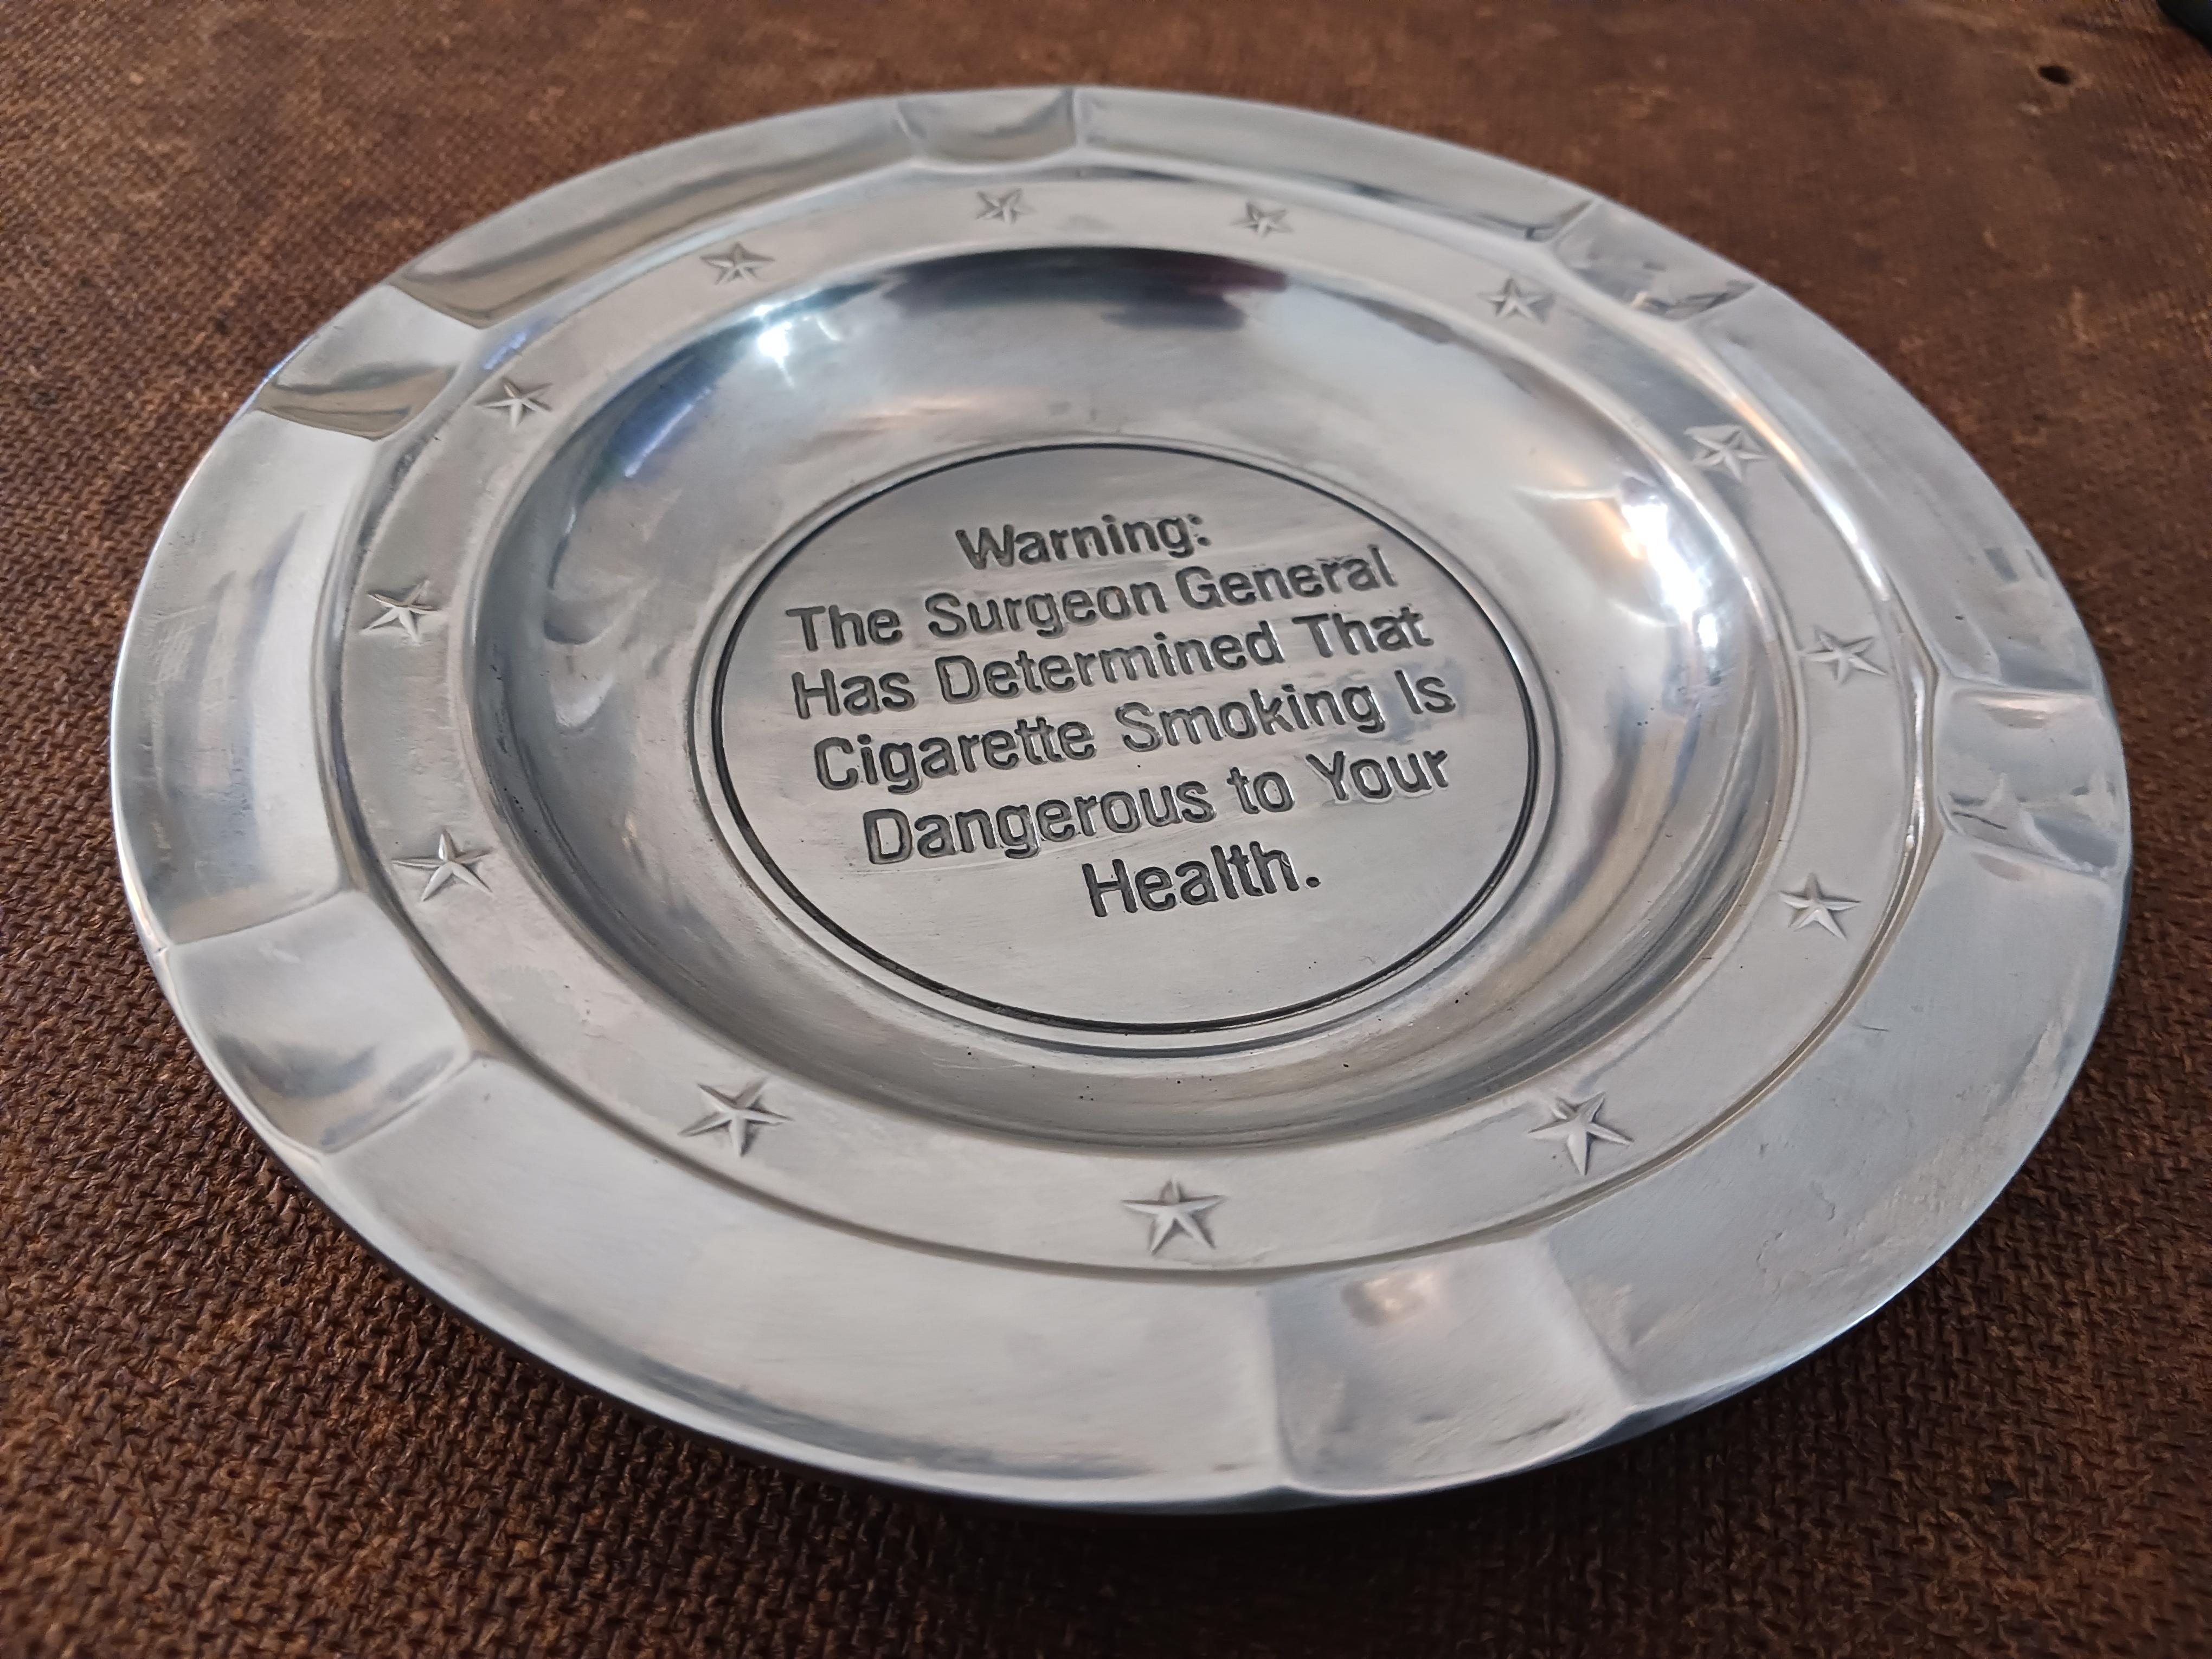 Warning:
The Surgeon General
Has Determined That
Cigarette Smoking Is
Dangerous to Your
Health.